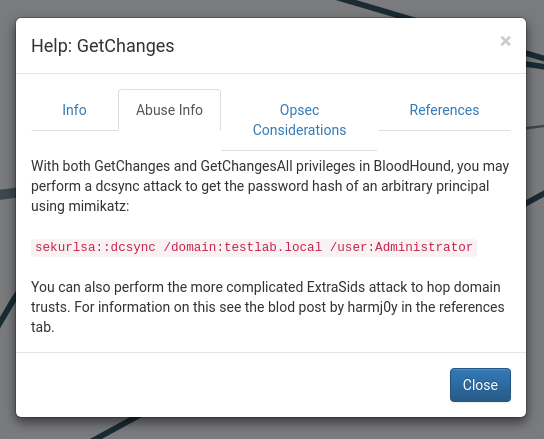 Help: GetChanges
×
Info
Abuse Info
Opsec
Considerations
References
With both GetChanges and GetChangesAll privileges in BloodHound, you may
perform a dcsync attack to get the password hash of an arbitrary principal
using mimikatz:
sekurlsa::dcsync /domain:testlab.local /user:Administrator
You can also perform the more complicated ExtraSids attack to hop domain
trusts. For information on this see the blod post by harmj0y in the references
tab.
Close